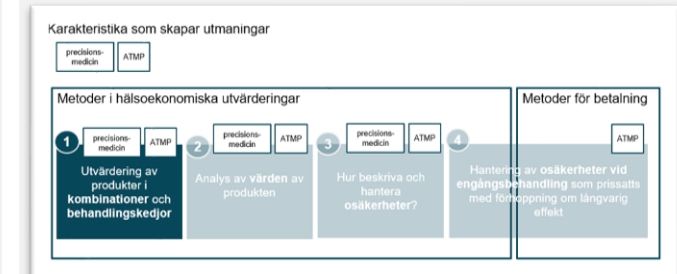 Karakteristika som skapar utmaningar
precisions-
medicin
ATMP
Metoder i hälsoekonomiska utvärderingar
Metoder för betalning
1
precisions-
medicin
ATMP
Utvärdering av
produkter i
kombinationer och
behandlingskedjor
2
precisions-
medicin
ATMP
Analys av värden av
produkten
3
precisions-
medicin
ATMP
Hur beskriva och
hantera
osäkerheter?
4
ATMP
Hantering av osäkerheter vid
engångsbehandling som prissatts
med förhoppning om långvarig
effekt